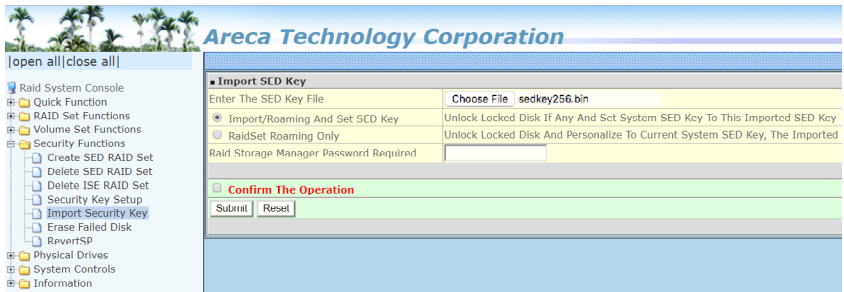 Areca Technology Corporation
|open all|close all|
Raid System Console
Quick Function
RAID Set Functions
Volume Set Functions
Security Functions
Create SED RAID Set
Delete SED RAID Set
Delete ISE RAID Set
Security Key Setup
Import Security Key
Erase Failed Disk
RevertSP
Physical Drives
System Controls
Information
Import SED Key
Enter The SED Key File Choose File sedkey256.bin
Import/Roaming And Set SED Key Unlock Locked Disk If Any And Set System SED Key To This Imported SED Key
RaidSet Roaming Only Unlock Locked Disk And Personalize To Current System SED Key, The Imported
Raid Storage Manager Password Required
Confirm The Operation
Submit Reset